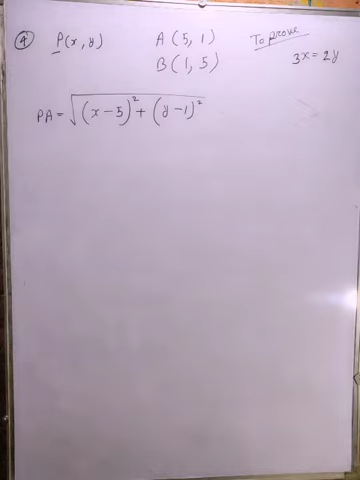 ④ P(x, y) A(5, 1) To prove
B(1, 5) 3x = 2y
PA = √((x-5)² + (y-1)²)